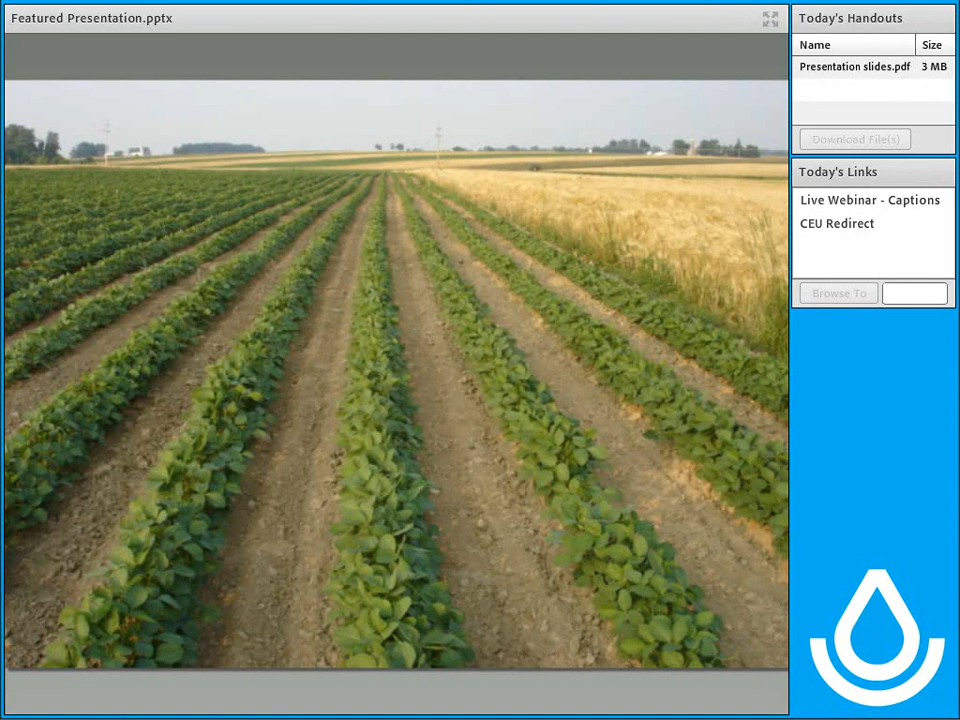 Featured Presentation.pptx
Today's Handouts
Name Size
Presentation slides.pdf 3 MB
Download File(s)
Today's Links
Live Webinar - Captions
CEU Redirect
Browse To